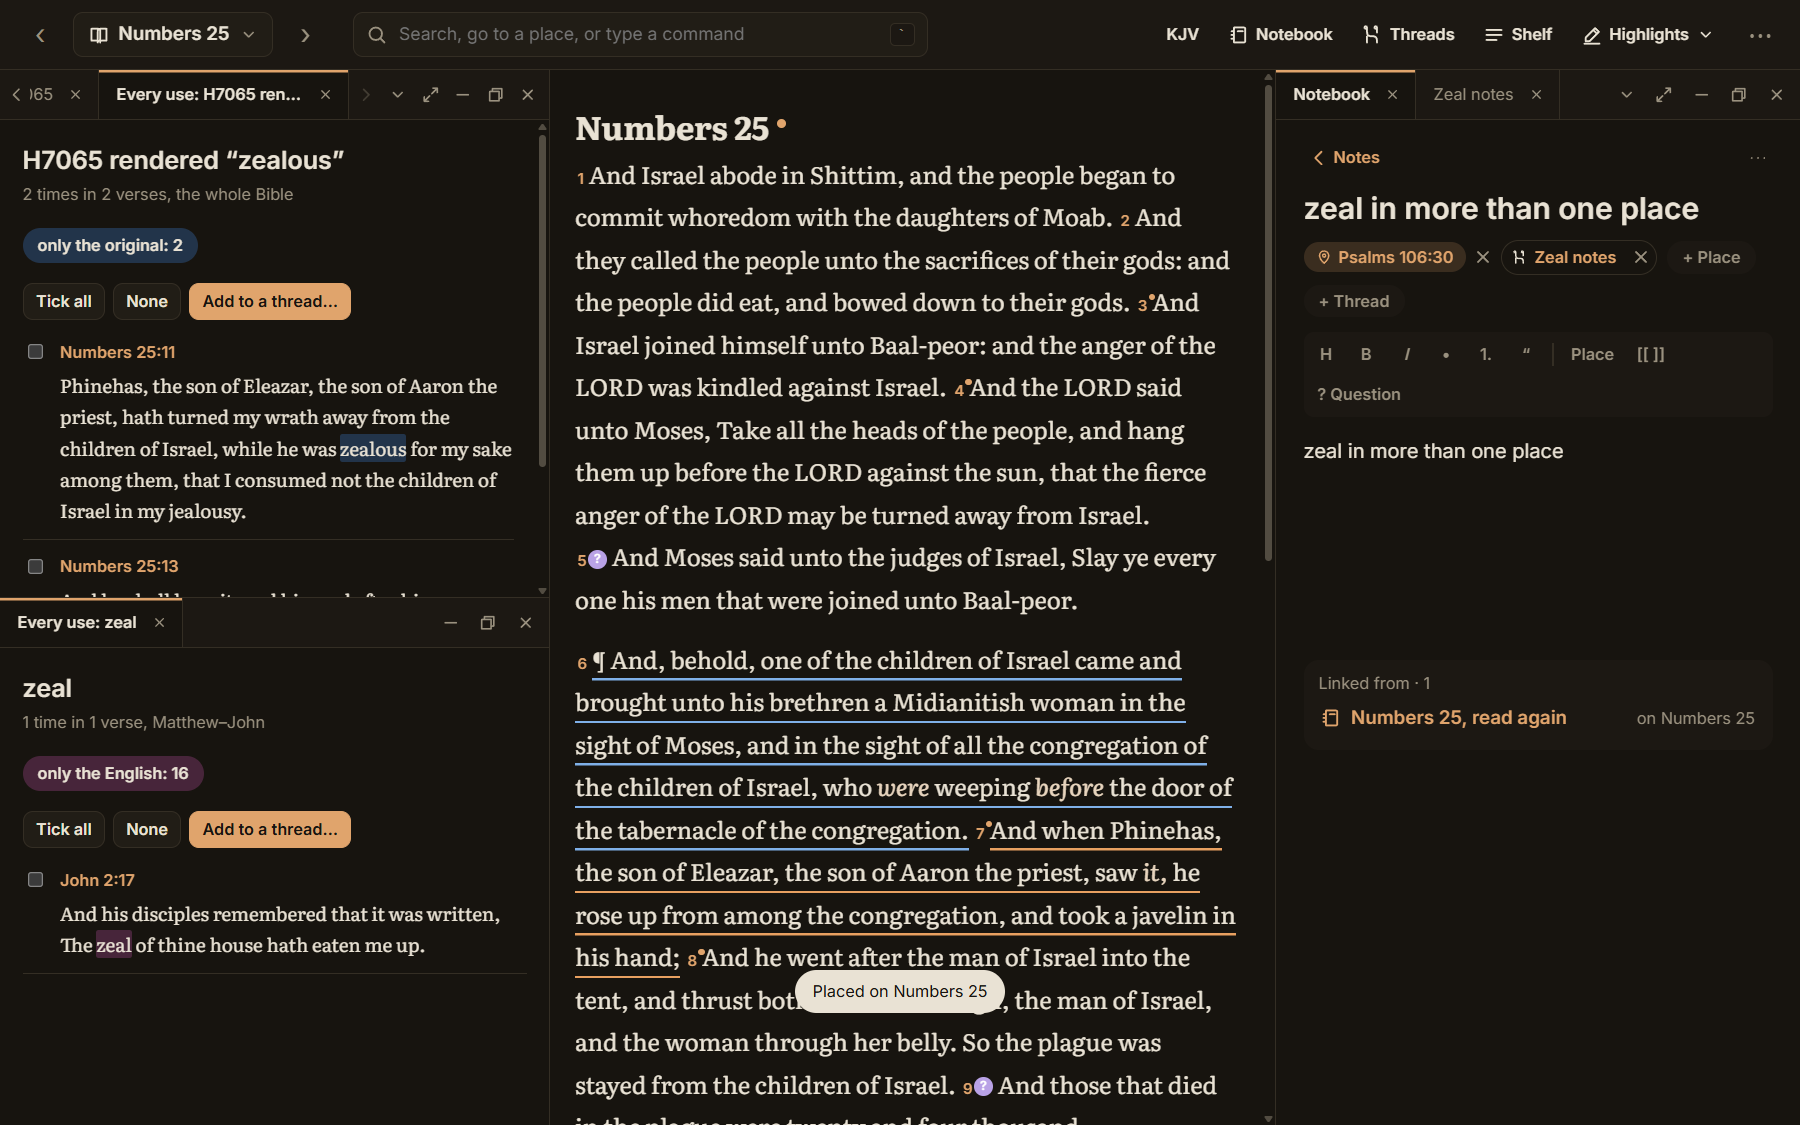 Numbers 25
Search, go to a place, or type a command
`
KJV
Notebook
Threads
Shelf
Highlights
065
Every use: H7065 ren...
H7065 rendered “zealous”
2 times in 2 verses, the whole Bible
only the original: 2
Tick all
None
Add to a thread...
Numbers 25:11
Phinehas, the son of Eleazar, the son of Aaron the
priest, hath turned my wrath away from the
children of Israel, while he was zealous for my sake
among them, that I consumed not the children of
Israel in my jealousy.
Numbers 25:13
Every use: zeal
zeal
1 time in 1 verse, Matthew–John
only the English: 16
Tick all
None
Add to a thread...
John 2:17
And his disciples remembered that it was written,
The zeal of thine house hath eaten me up.
Numbers 25
1 And Israel abode in Shittim, and the people began to
commit whoredom with the daughters of Moab. 2 And
they called the people unto the sacrifices of their gods: and
the people did eat, and bowed down to their gods. 3 And
Israel joined himself unto Baal-peor: and the anger of the
LORD was kindled against Israel. 4 And the LORD said
unto Moses, Take all the heads of the people, and hang
them up before the LORD against the sun, that the fierce
anger of the LORD may be turned away from Israel.
5 ? And Moses said unto the judges of Israel, Slay ye every
one his men that were joined unto Baal-peor.
6 ¶ And, behold, one of the children of Israel came and
brought unto his brethren a Midianitish woman in the
sight of Moses, and in the sight of all the congregation of
the children of Israel, who were weeping before the door of
the tabernacle of the congregation. 7 And when Phinehas,
the son of Eleazar, the son of Aaron the priest, saw it, he
rose up from among the congregation, and took a javelin in
his hand; 8 And he went after the man of Israel into the
tent, and thrust , the man of Israel,
Placed on Numbers 25
and the woman through her belly. So the plague was
stayed from the children of Israel. 9 ? And those that died
in the plague were twenty and four thousand.
Notebook
Zeal notes
Notes
zeal in more than one place
Psalms 106:30
Zeal notes
+ Place
+ Thread
H B I • 1. “ Place [[ ]]
? Question
zeal in more than one place
Linked from · 1
Numbers 25, read again
on Numbers 25